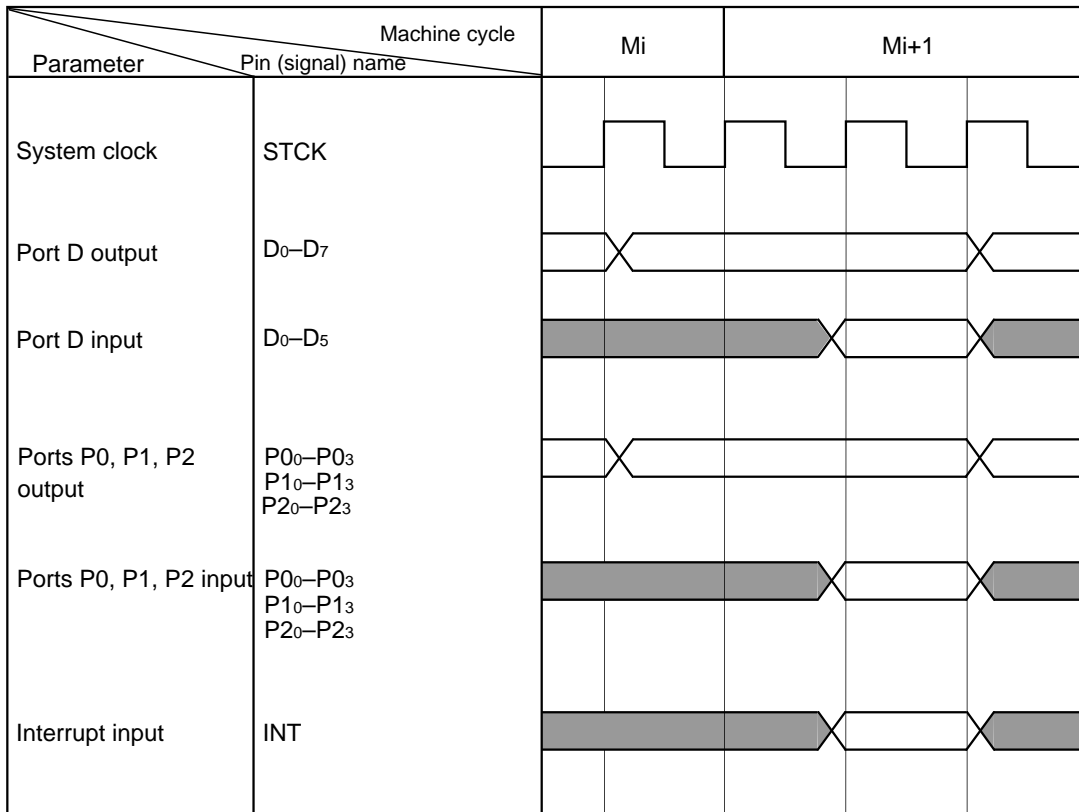 Machine cycle
Parameter Pin (signal) name Mi Mi+1
System clock STCK
Port D output D0–D7
Port D input D0–D5
Ports P0, P1, P2 P00–P03
output P10–P13
P20–P23
Ports P0, P1, P2 input P00–P03
P10–P13
P20–P23
Interrupt input INT